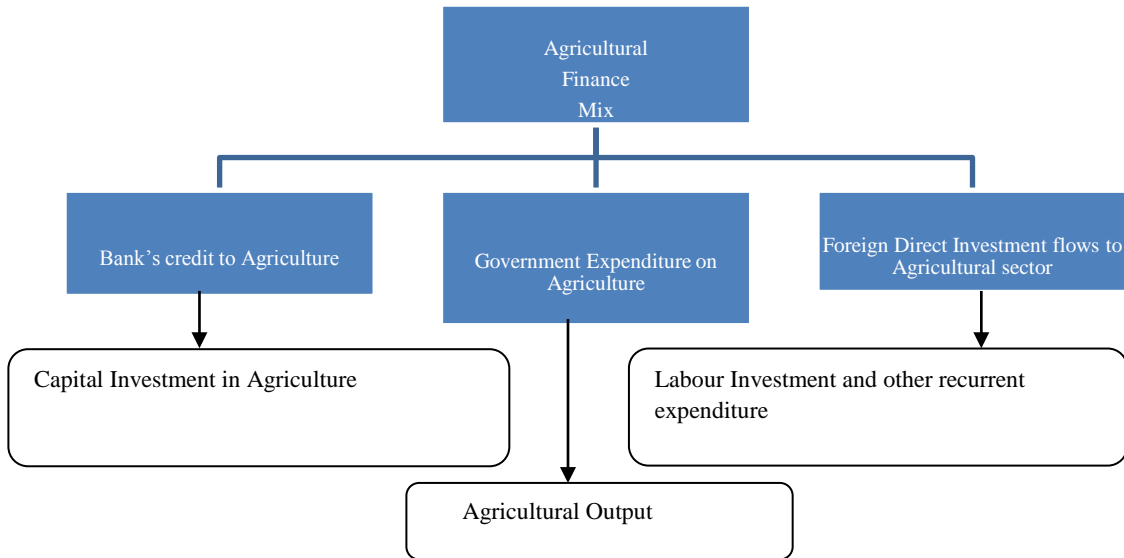 Agricultural
Finance
Mix
Bank’s credit to Agriculture
Government Expenditure on
Agriculture
Foreign Direct Investment flows to
Agricultural sector
Capital Investment in Agriculture
Labour Investment and other recurrent
expenditure
Agricultural Output